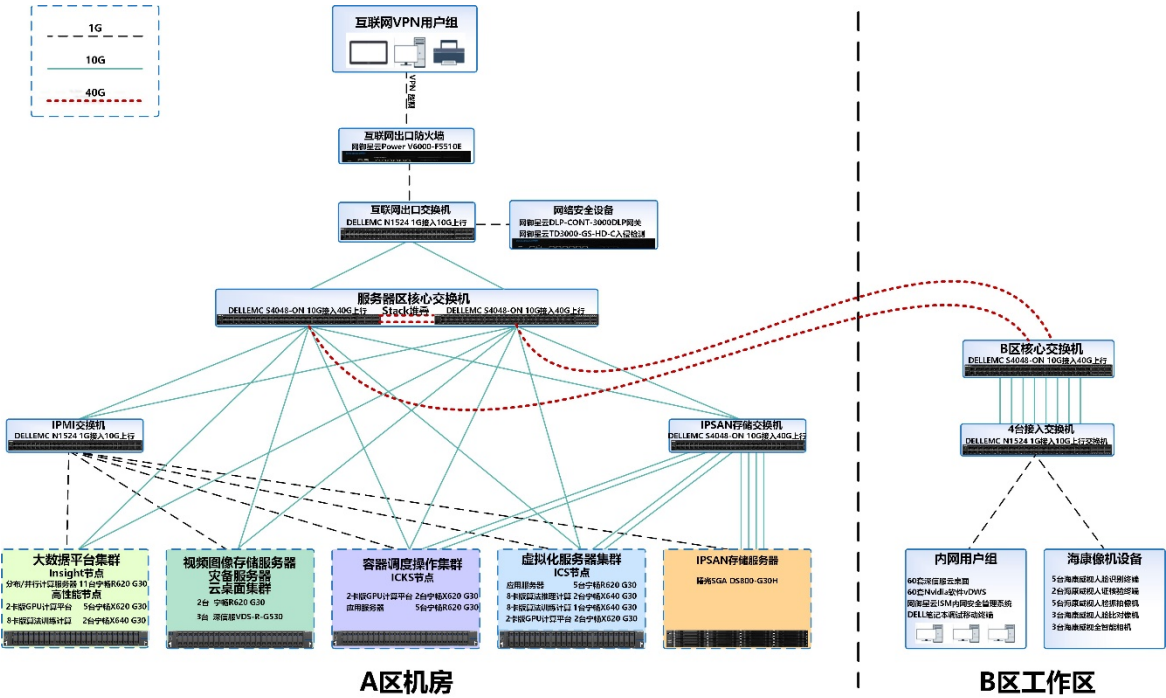 1G
10G
40G
互联网VPN用户组
VPN
互联网出口防火墙
网御星云Power V6000-F5510E
互联网出口交换机
DELLEMC N1524 1G接入10G上行
网络安全设备
网御星云DLP-CONT-3000DLP网关
网御星云TD3000-GS-HD-C入侵检测
服务器区核心交换机
DELLEMC S4048-ON 10G接入40G上行
Stack堆叠
DELLEMC S4048-ON 10G接入40G上行
IPMI交换机
DELLEMC N1524 1G接入10G上行
IPSAN存储交换机
DELLEMC S4048-ON 10G接入40G上行
B区核心交换机
DELLEMC S4048-ON 10G接入40G上行
4台接入交换机
DELLEMC N1524 1G接入10G上行交换机
大数据平台集群
Insight节点
分布/并行计算服务器 11台宁畅R620 G30
高性能节点
2卡版GPU计算平台 5台宁畅X620 G30
8卡版算法训练计算 2台宁畅X640 G30
视频图像存储服务器
灾备服务器
云桌面集群
2台 宁畅R620 G30
3台 深信服VDS-R-G530
容器调度操作集群
ICKS节点
2卡版GPU计算平台 2台宁畅X620 G30
应用服务器 5台宁畅R620 G30
虚拟化服务器集群
ICS节点
应用服务器 5台宁畅R620 G30
8卡版算法推理计算 2台宁畅X640 G30
8卡版算法训练计算 1台宁畅X640 G30
2卡版GPU计算平台 2台宁畅X620 G30
IPSAN存储服务器
曙光SGA DS800-G30H
内网用户组
60套深信服云桌面
60套Nvidia软件vDWS
网御星云ISM内网安全管理系统
DELL笔记本调试移动终端
海康像机设备
5台海康威视人脸识别终端
2台海康威视人证核验终端
5台海康威视人脸抓拍像机
3台海康威视人脸比对像机
3台海康威视全智能相机
A区机房
B区工作区